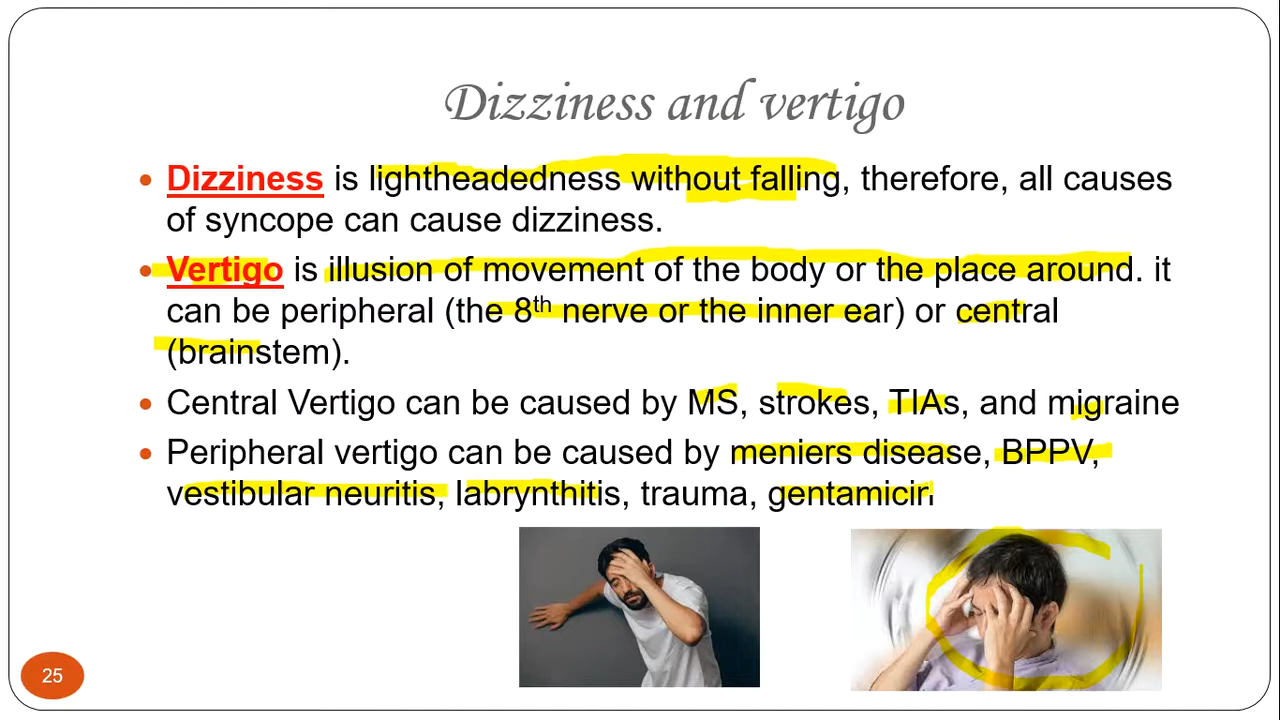 Dizziness and vertigo
• Dizziness is lightheadedness without falling, therefore, all causes
of syncope can cause dizziness.
• Vertigo is illusion of movement of the body or the place around. it
can be peripheral (the 8th nerve or the inner ear) or central
(brainstem).
• Central Vertigo can be caused by MS, strokes, TIAs, and migraine
• Peripheral vertigo can be caused by meniers disease, BPPV,
vestibular neuritis, labrynthitis, trauma, gentamicin
25